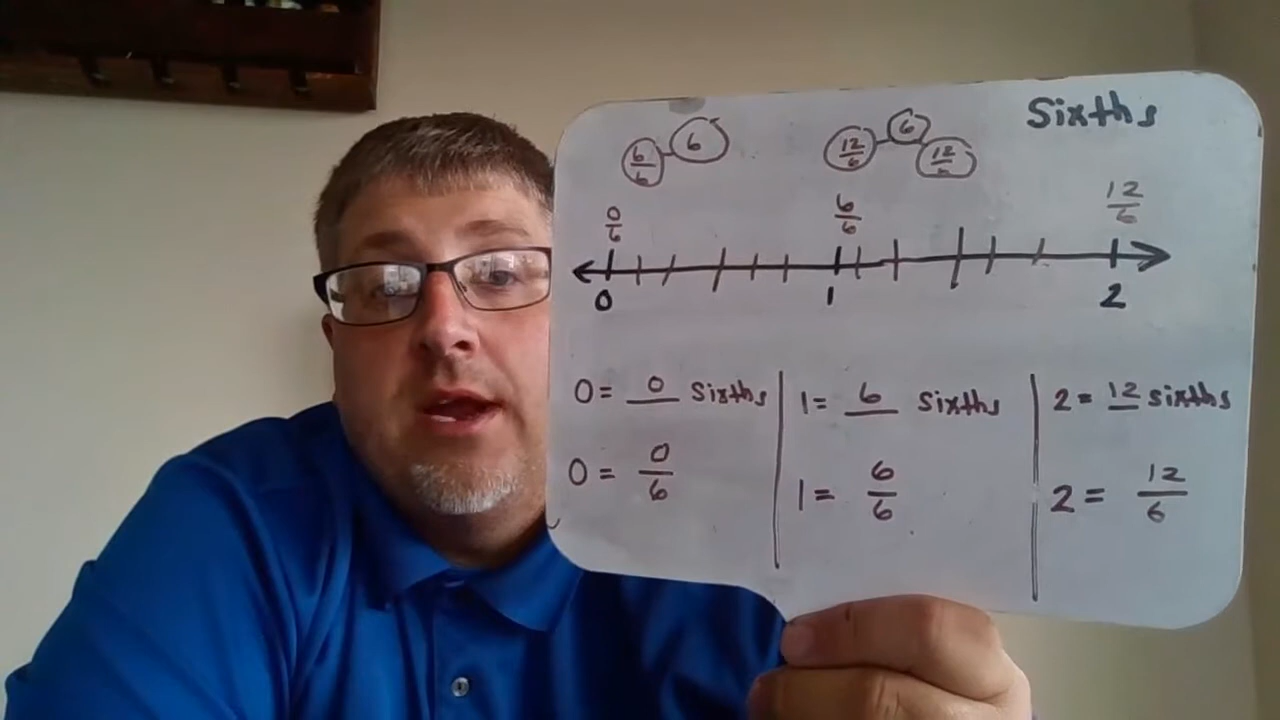 Sixths
6/6 6 12/6 6 12/
0/6 6/6 12/6
0 1 2
0 = 0 Sixths
0 = 0/6
1 = 6 Sixths
1 = 6/6
2 = 12 sixths
2 = 12/6